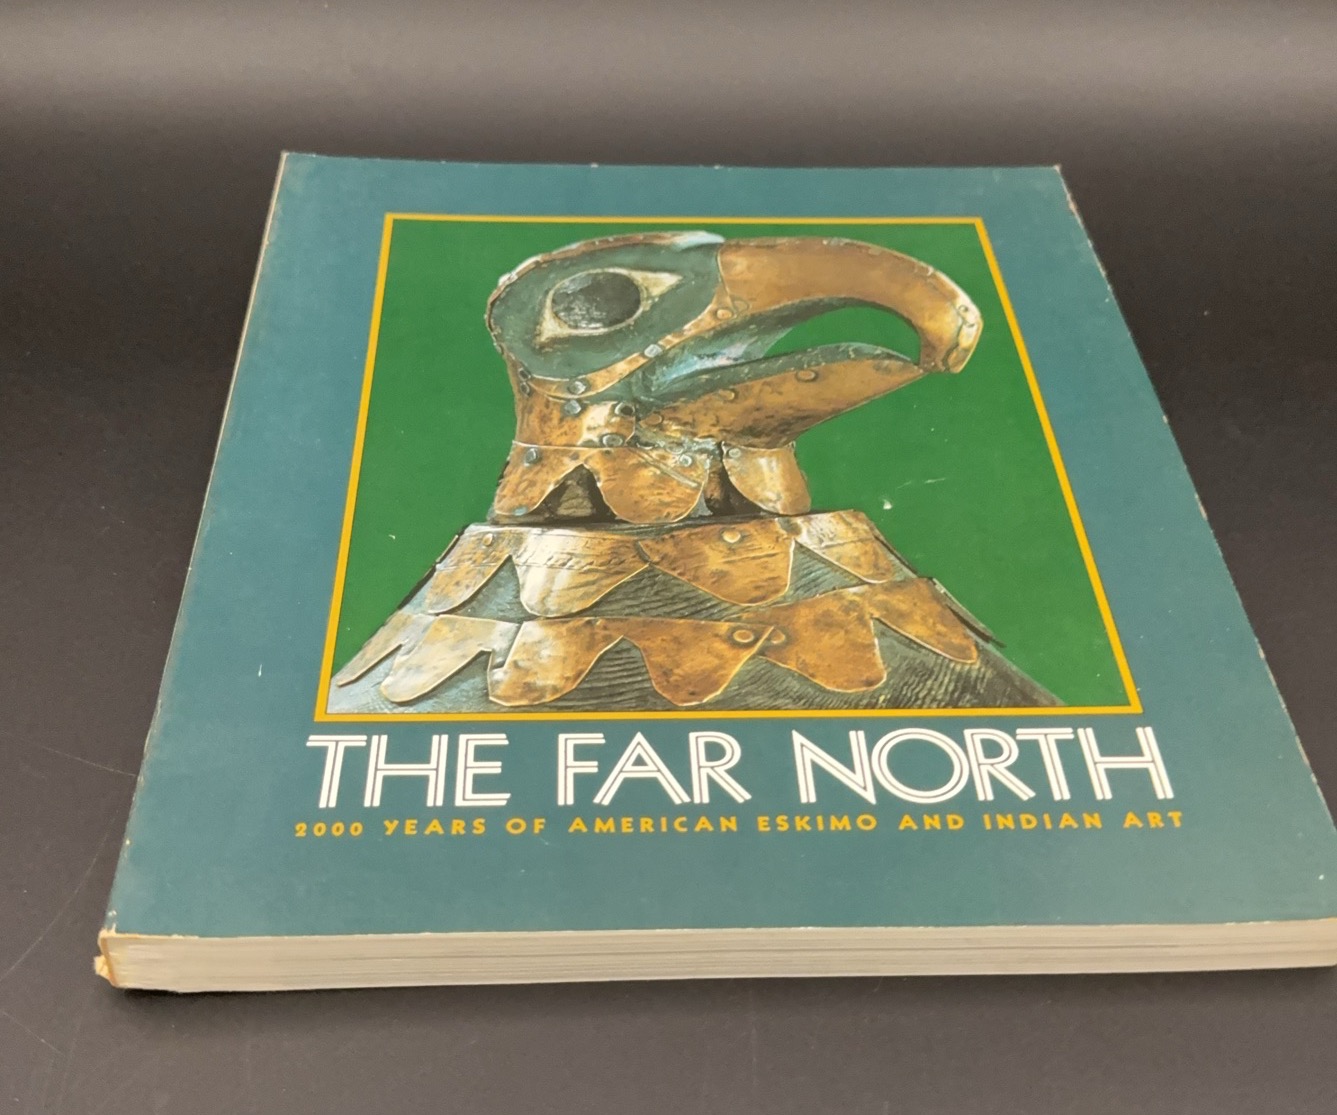 THE FAR NORTH
2000 YEARS OF AMERICAN ESKIMO AND INDIAN ART